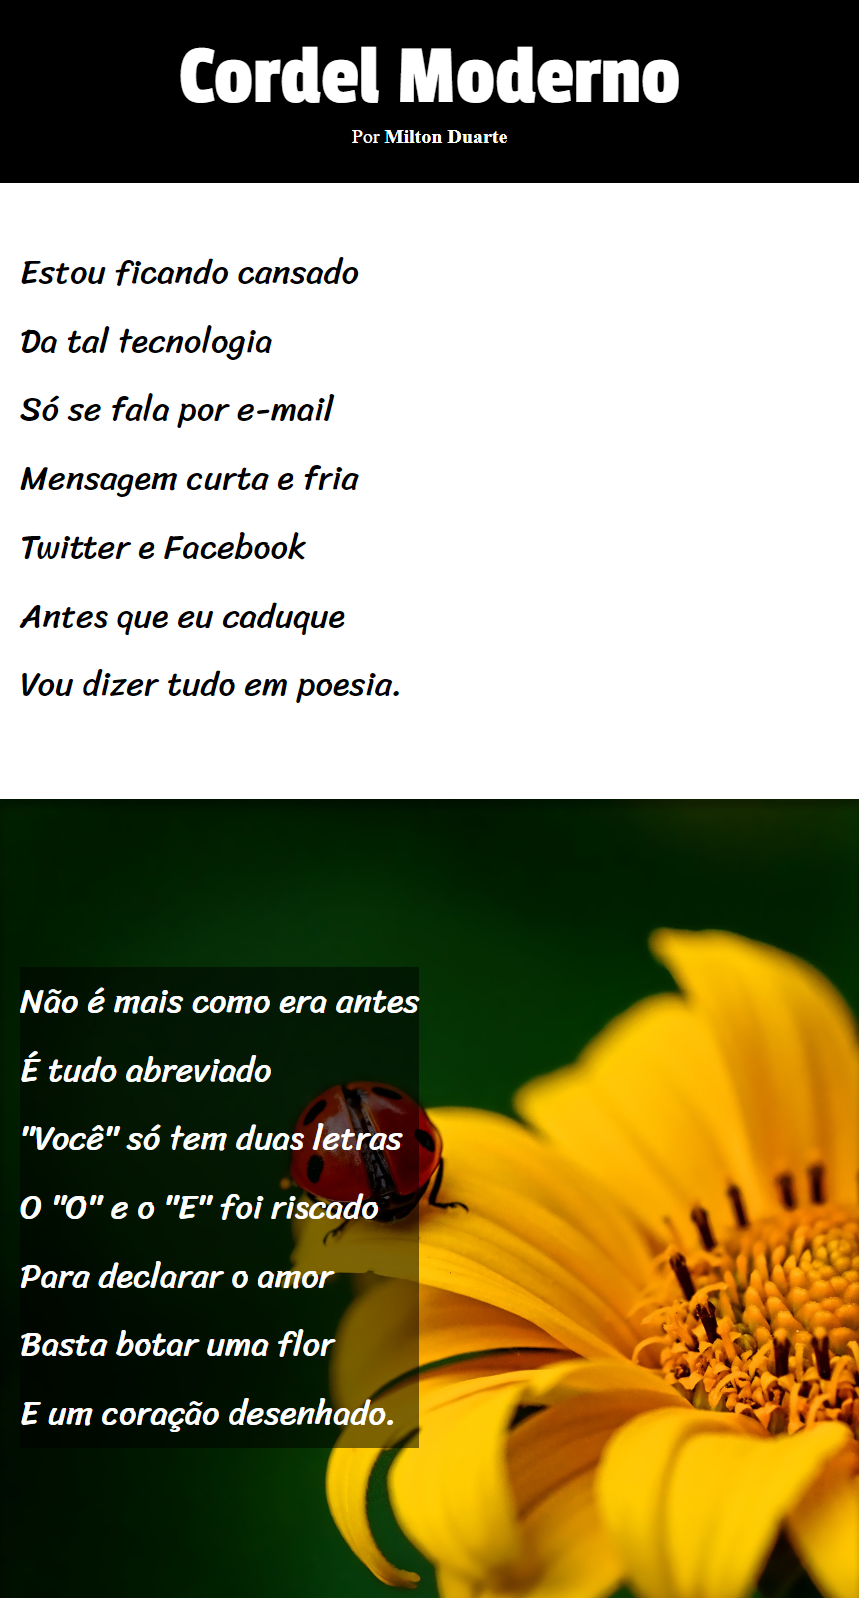 Cordel Moderno
Por Milton Duarte
Estou ficando cansado
Da tal tecnologia
Só se fala por e-mail
Mensagem curta e fria
Twitter e Facebook
Antes que eu caduque
Vou dizer tudo em poesia.
Não é mais como era antes
É tudo abreviado
"Você" só tem duas letras
O "O" e o "E" foi riscado
Para declarar o amor
Basta botar uma flor
E um coração desenhado.